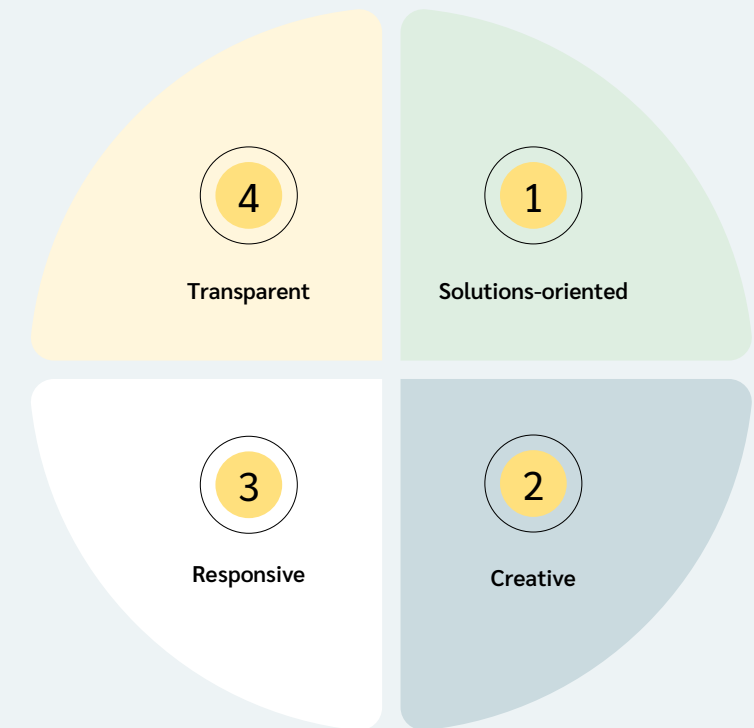 4
Transparent
1
Solutions-oriented
3
Responsive
2
Creative